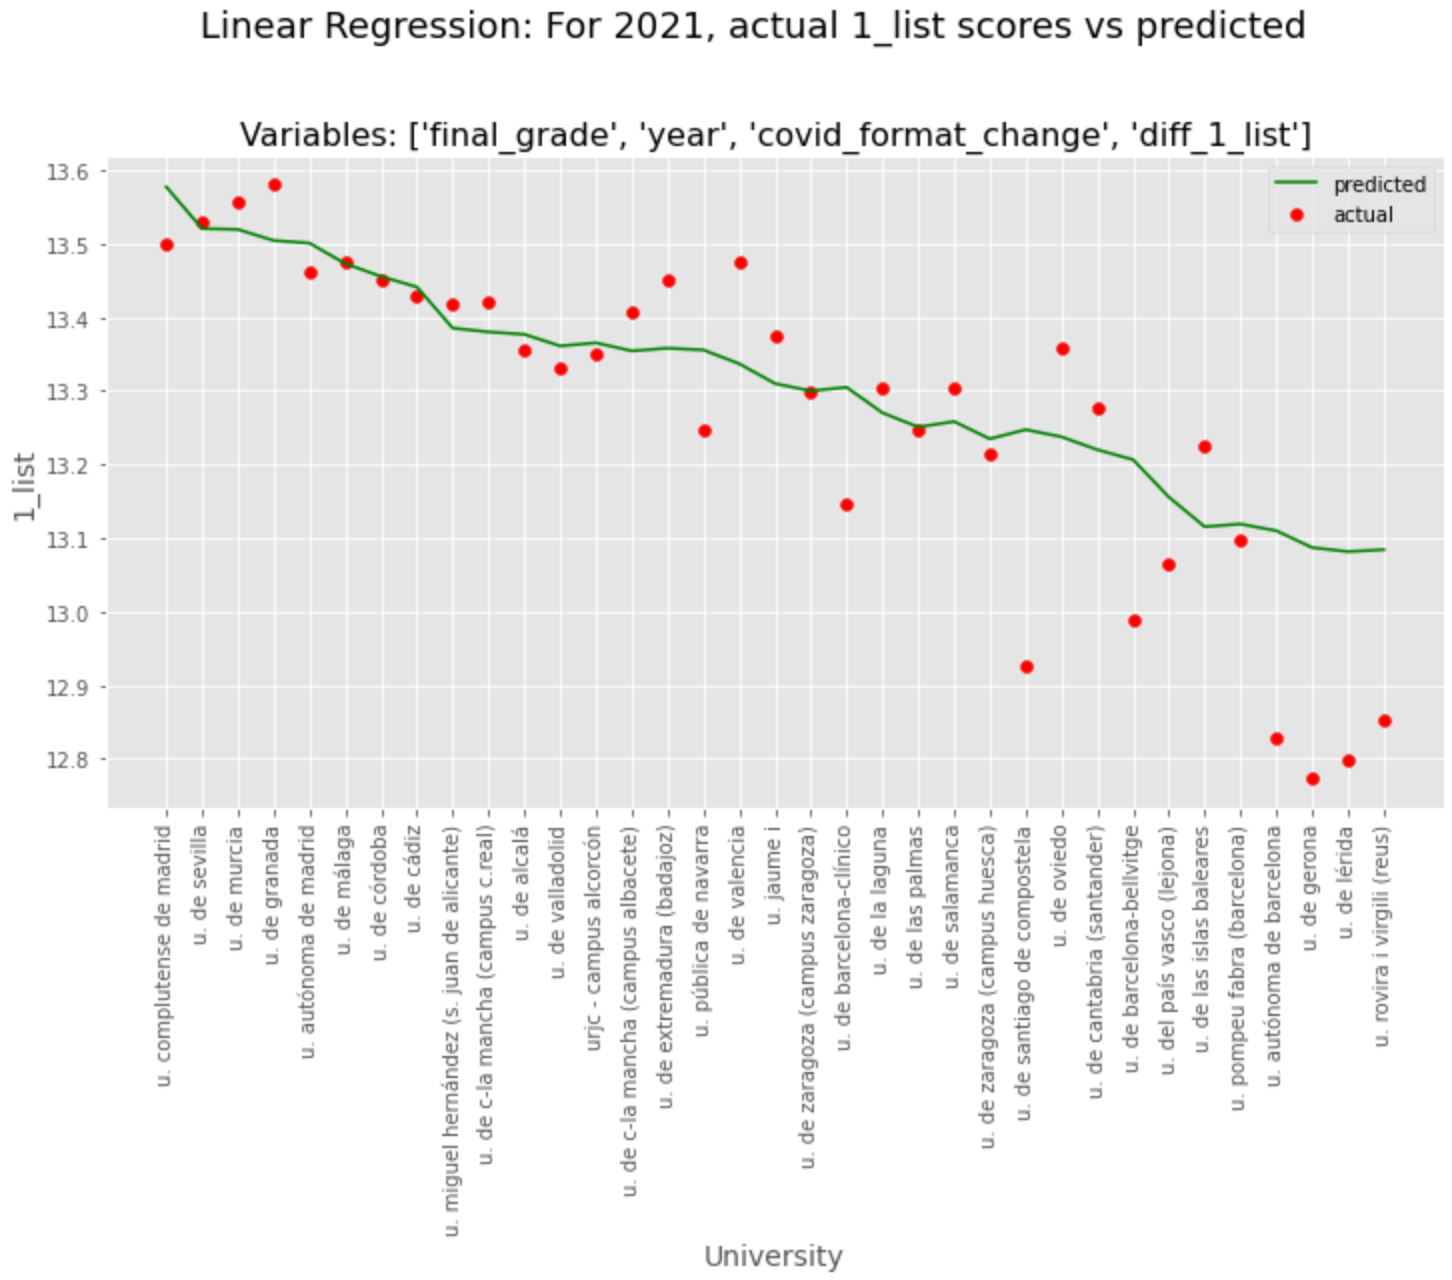 Linear Regression: For 2021, actual 1_list scores vs predicted
Variables: ['final_grade', 'year', 'covid_format_change', 'diff_1_list']
predicted
actual
1_list
13.6
13.5
13.4
13.3
13.2
13.1
13.0
12.9
12.8
u. complutense de madrid
u. de sevilla
u. de murcia
u. de granada
u. autónoma de madrid
u. de málaga
u. de córdoba
u. de cádiz
u. miguel hernández (s. juan de alicante)
u. de c-la mancha (campus c.real)
u. de alcalá
u. de valladolid
urjc - campus alcorcón
u. de c-la mancha (campus albacete)
u. de extremadura (badajoz)
u. pública de navarra
u. de valencia
u. jaume i
u. de zaragoza (campus zaragoza)
u. de barcelona-clínico
u. de la laguna
u. de las palmas
u. de salamanca
u. de zaragoza (campus huesca)
u. de santiago de compostela
u. de oviedo
u. de cantabria (santander)
u. de barcelona-bellvitge
u. del país vasco (lejona)
u. de las islas baleares
u. pompeu fabra (barcelona)
u. autónoma de barcelona
u. de gerona
u. de lérida
u. rovira i virgili (reus)
University